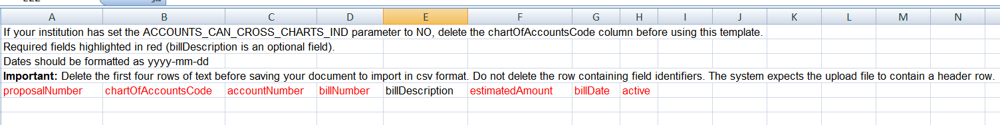 A B C D E F G H I J K L M N
If your institution has set the ACCOUNTS_CAN_CROSS_CHARTS_IND parameter to NO, delete the chartOfAccountsCode column before using this template.
Required fields highlighted in red (billDescription is an optional field).
Dates should be formatted as yyyy-mm-dd
Important: Delete the first four rows of text before saving your document to import in csv format. Do not delete the row containing field identifiers. The system expects the upload file to contain a header row.
proposalNumber chartOfAccountsCode accountNumber billNumber billDescription estimatedAmount billDate active